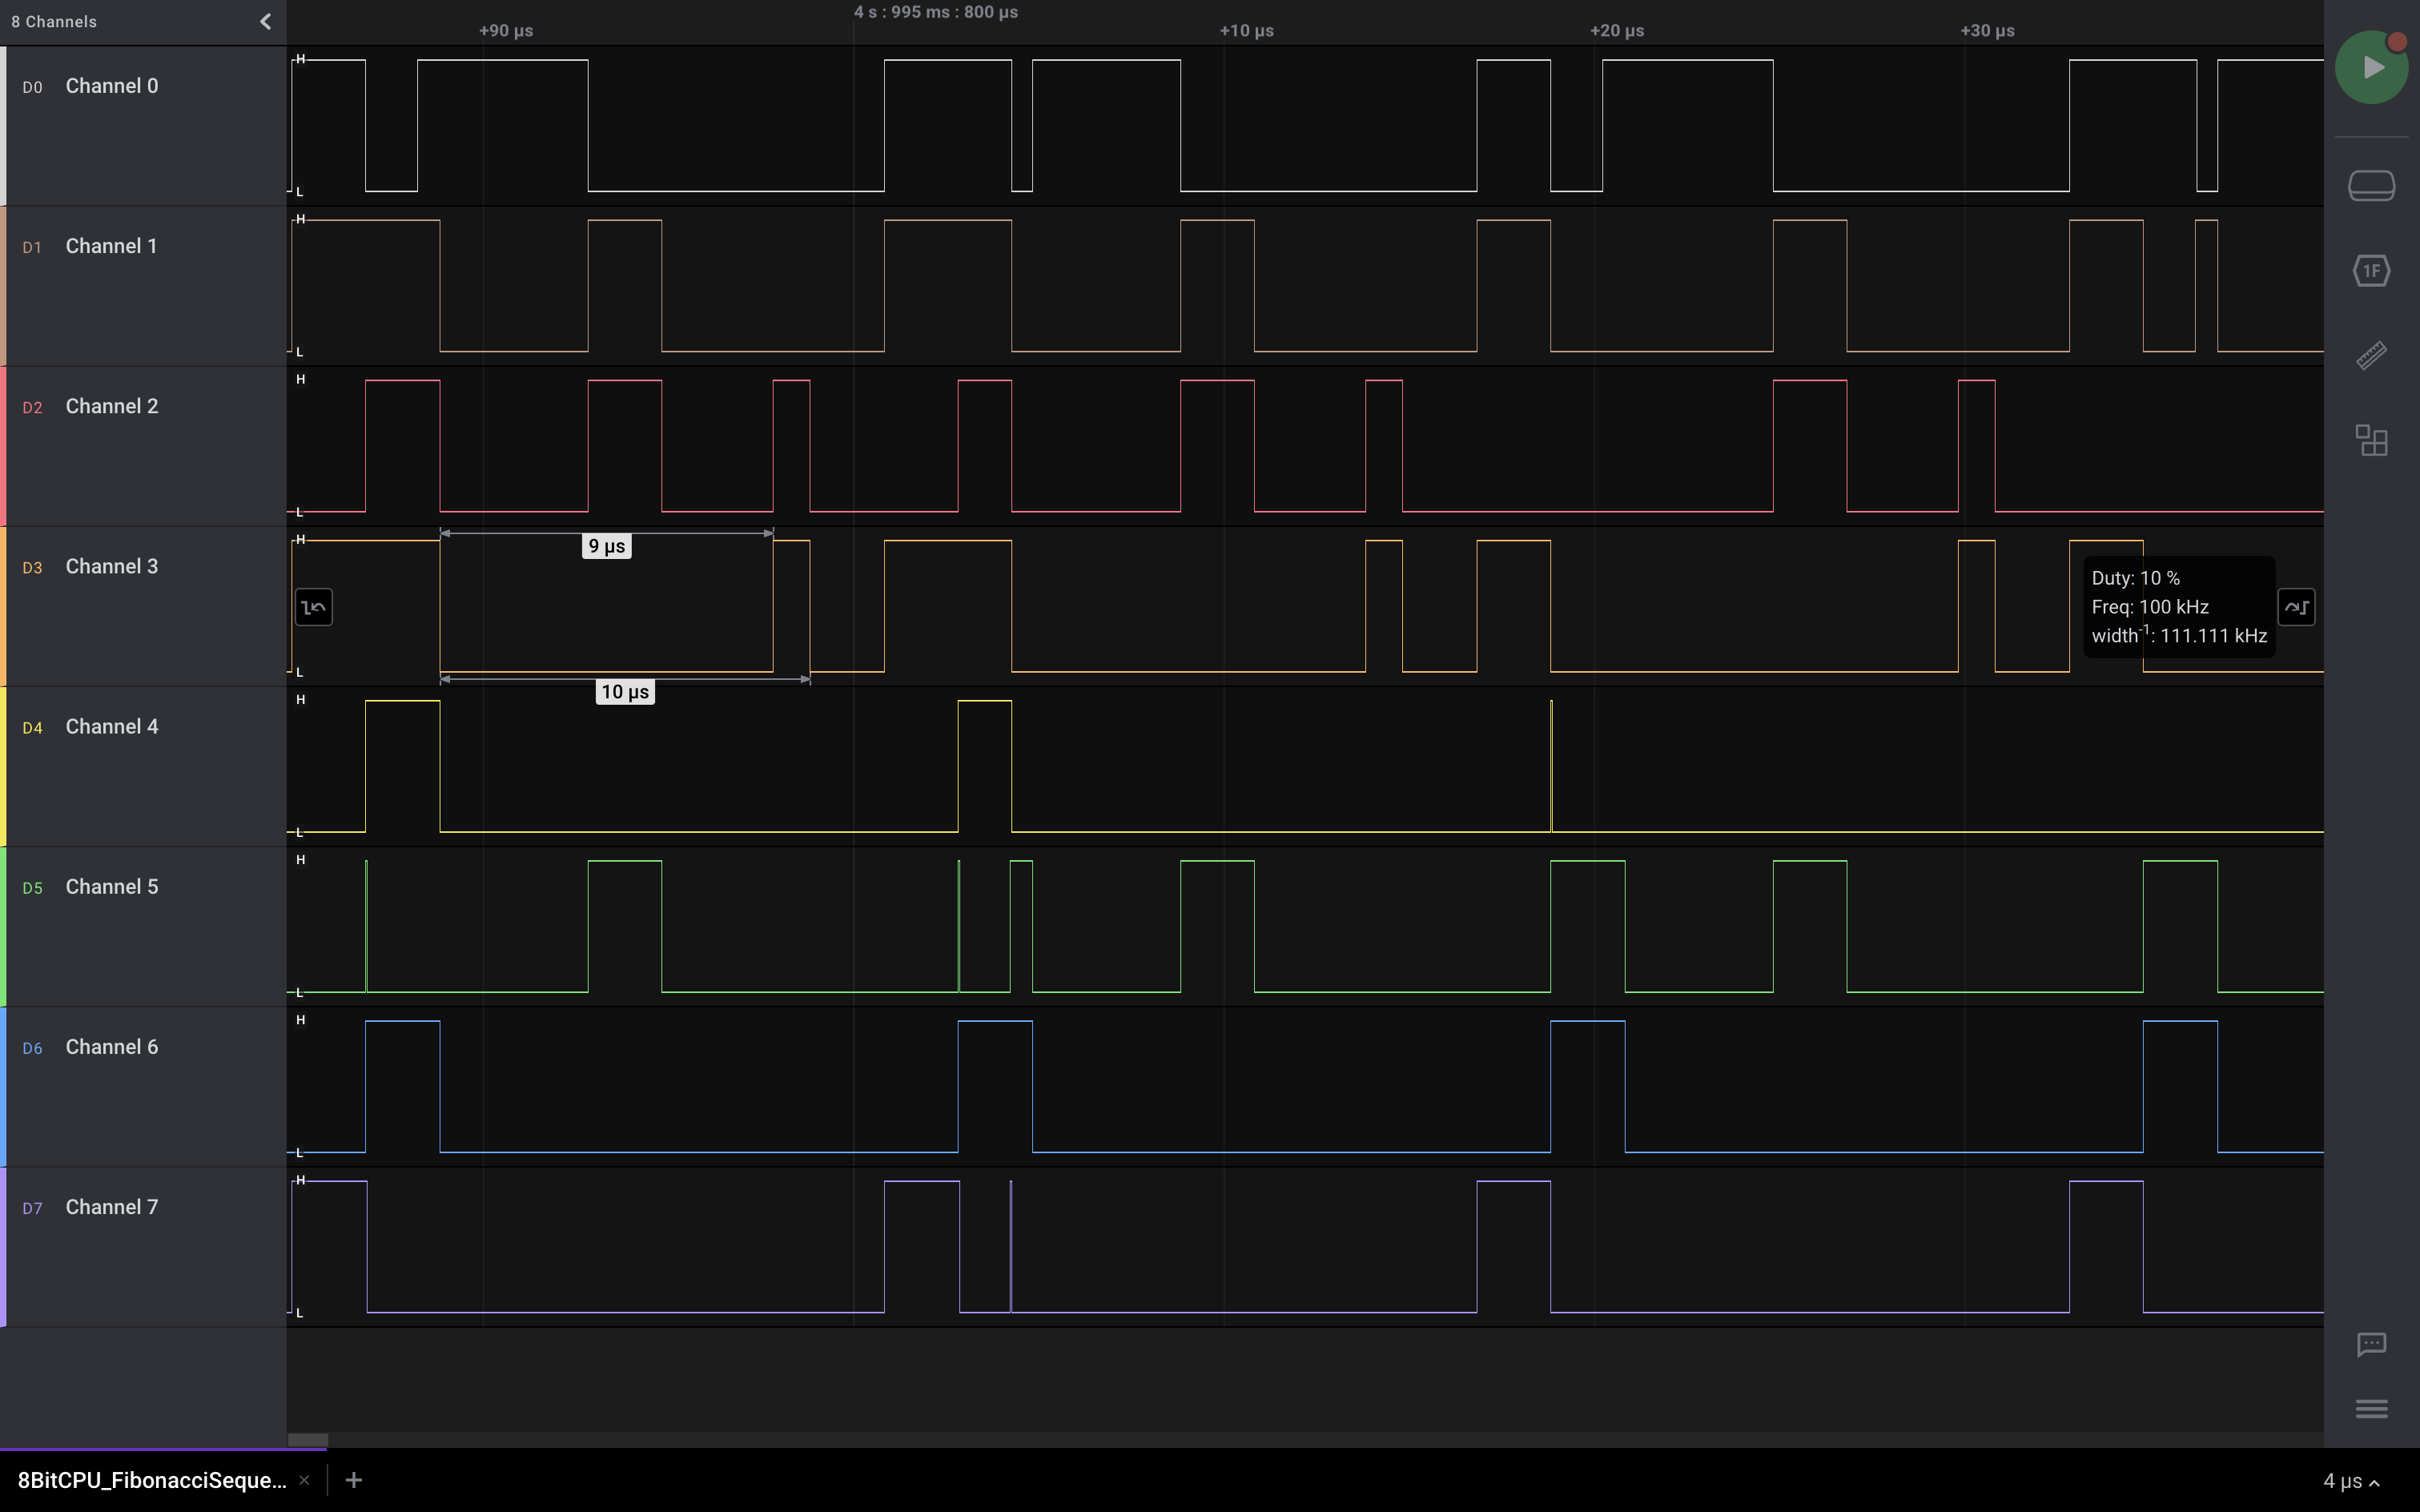 8 Channels
4 s : 995 ms : 800 µs
+90 µs
+10 µs
+20 µs
+30 µs
D0 Channel 0
H
L
D1 Channel 1
H
L
D2 Channel 2
H
L
D3 Channel 3
H
L
9 µs
10 µs
Duty: 10 %
Freq: 100 kHz
width-1: 111.111 kHz
D4 Channel 4
H
L
D5 Channel 5
H
L
D6 Channel 6
H
L
D7 Channel 7
H
L
1F
8BitCPU_FibonacciSeque...
4 µs